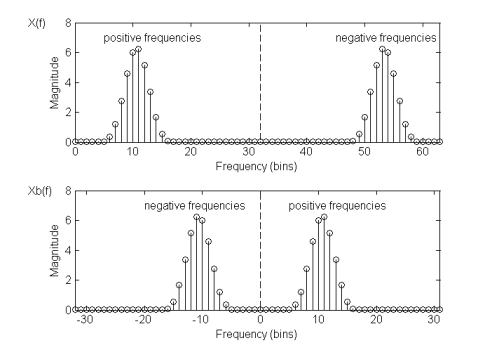 X(f)
8
6
4
2
0
Magnitude
positive frequencies
negative frequencies
0
10
20
30
40
50
60
Frequency (bins)
Xb(f)
8
6
4
2
0
Magnitude
negative frequencies
positive frequencies
-30
-20
-10
0
10
20
30
Frequency (bins)